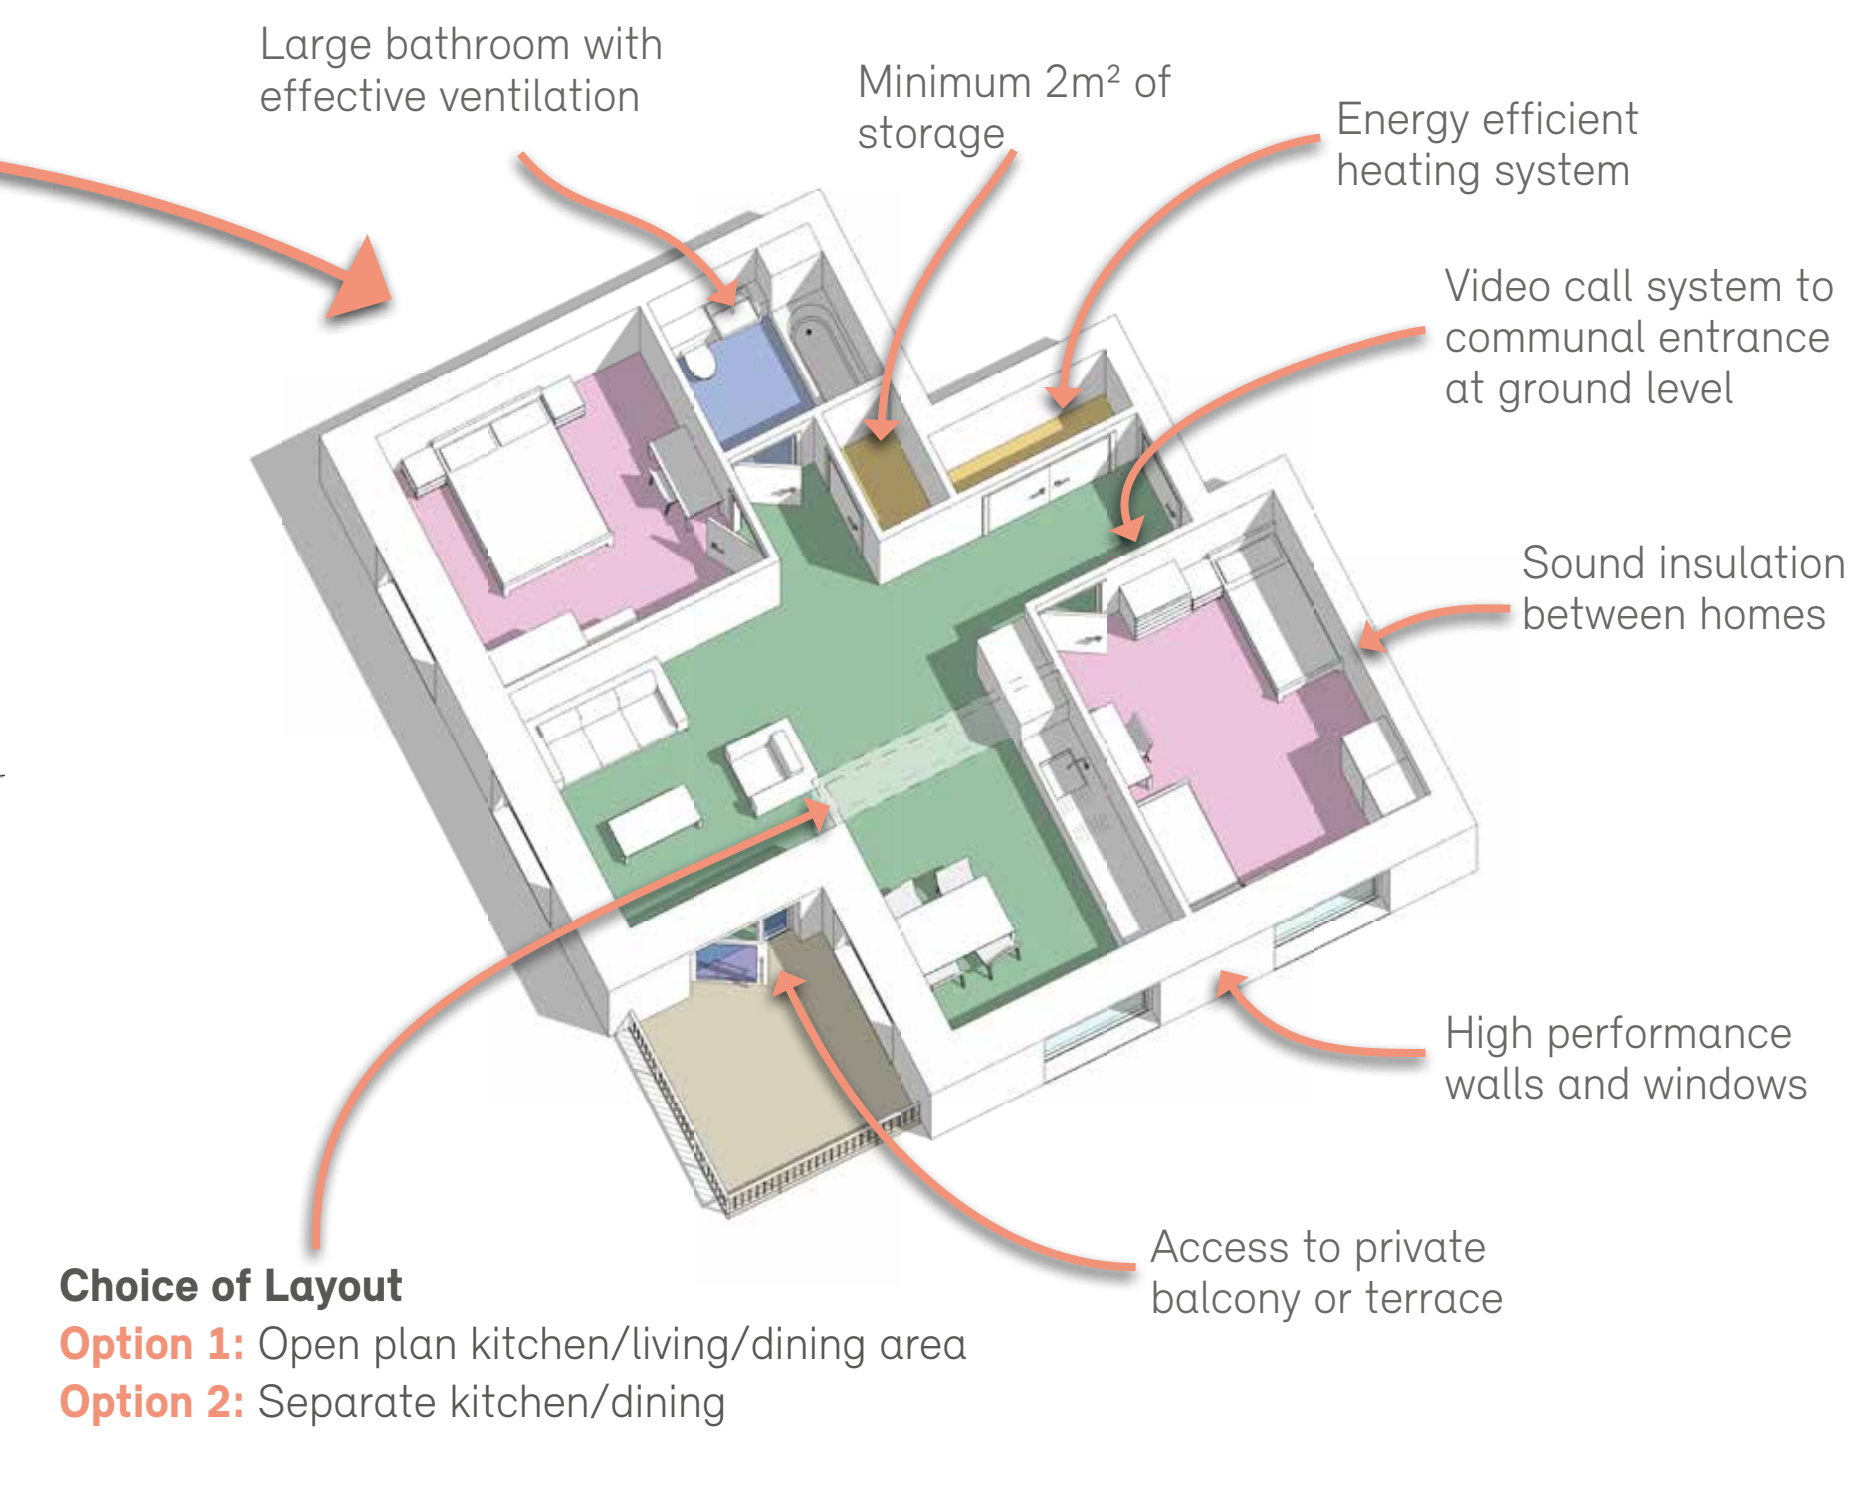 Large bathroom with
effective ventilation
Minimum 2m² of
storage
Energy efficient
heating system
Video call system to
communal entrance
at ground level
Sound insulation
between homes
High performance
walls and windows
Access to private
balcony or terrace
Choice of Layout
Option 1: Open plan kitchen/living/dining area
Option 2: Separate kitchen/dining